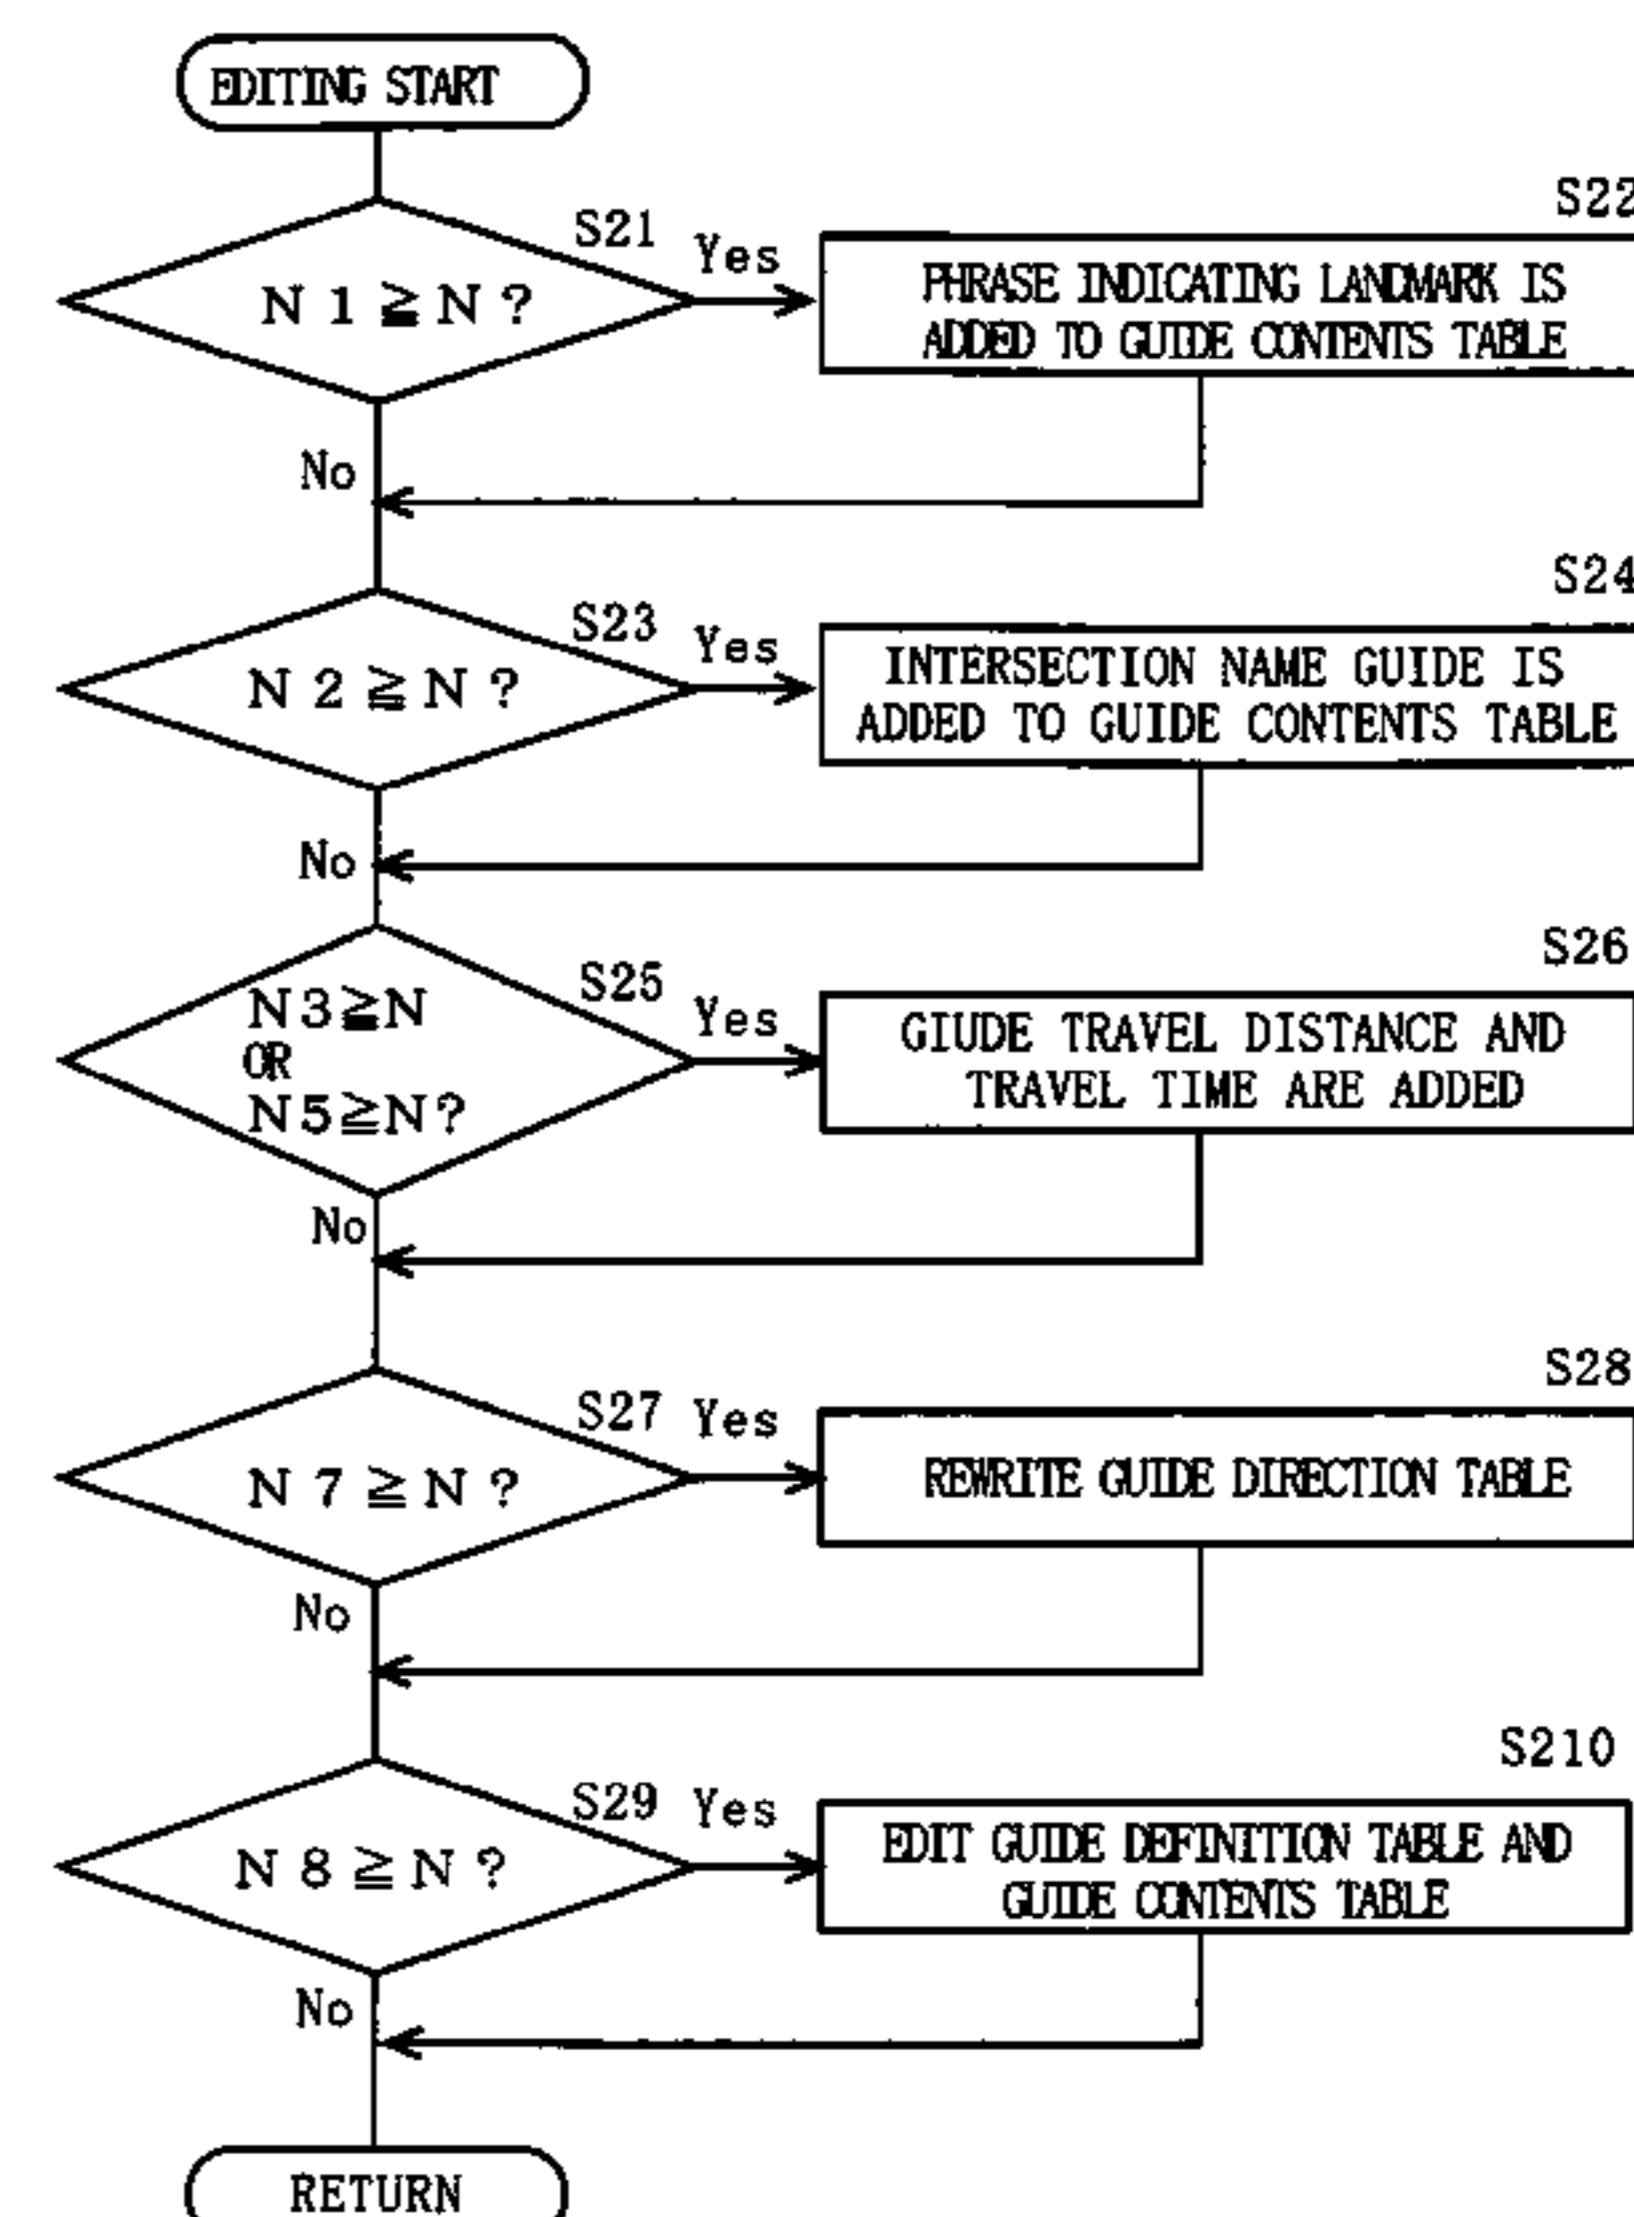 EDITING START
S21
Yes
S22
N 1 ≧ N ?
PHRASE INDICATING LANDMARK IS
ADDED TO GUIDE CONTENTS TABLE
No
S23
Yes
S24
N 2 ≧ N ?
INTERSECTION NAME GUIDE IS
ADDED TO GUIDE CONTENTS TABLE
No
S25
Yes
S26
N3≧N
OR
N5≧N?
GIUDE TRAVEL DISTANCE AND
TRAVEL TIME ARE ADDED
No
S27
Yes
S28
N 7 ≧ N ?
REWRITE GUIDE DIRECTION TABLE
No
S29
Yes
S210
N 8 ≧ N ?
EDIT GUIDE DEFINITION TABLE AND
GUIDE CONTENTS TABLE
No
RETURN